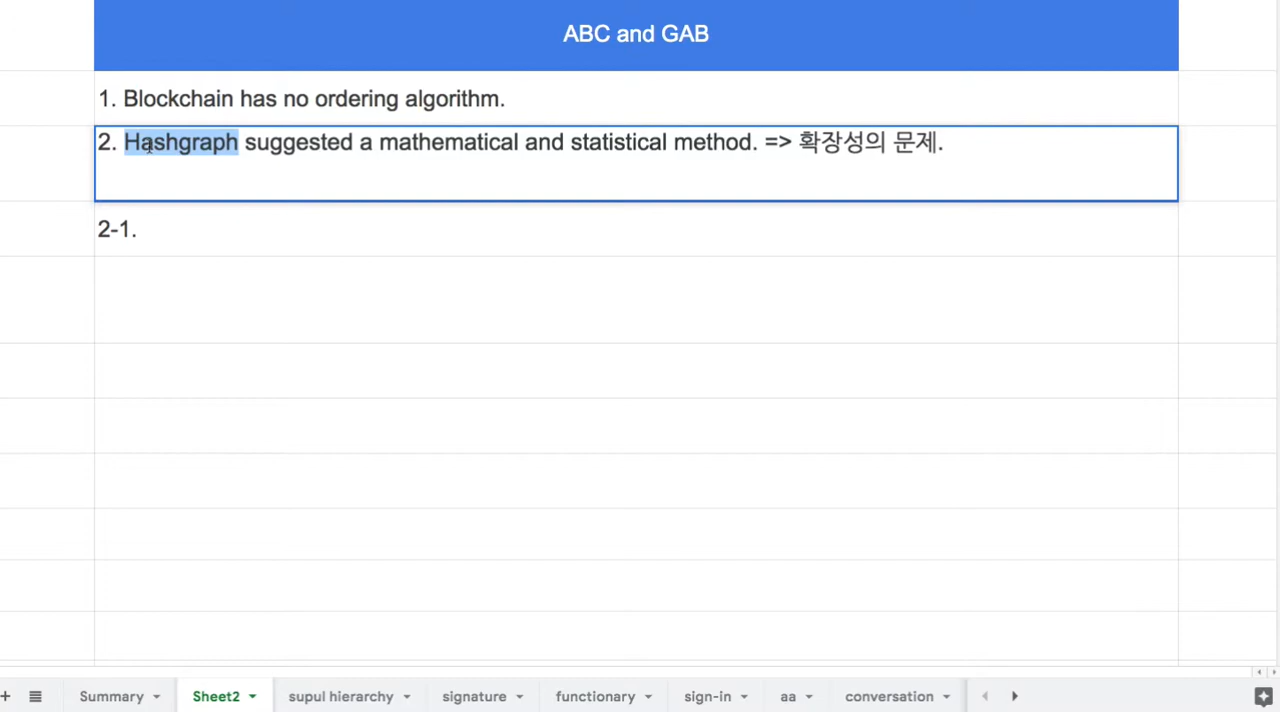 ABC and GAB
1. Blockchain has no ordering algorithm.
2. Hashgraph suggested a mathematical and statistical method. => 확장성의 문제.
2-1.
Summary Sheet2 supul hierarchy signature functionary sign-in aa conversation